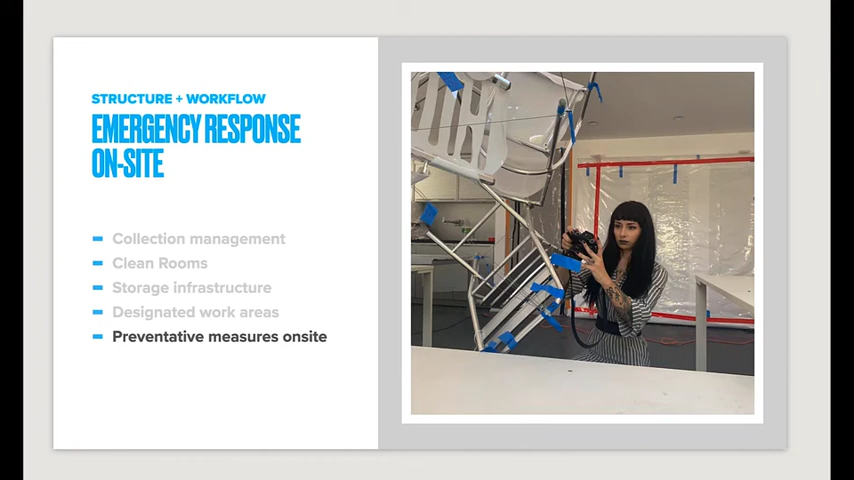 STRUCTURE + WORKFLOW
EMERGENCY RESPONSE
ON-SITE
Collection management
Clean Rooms
Storage infrastructure
Designated work areas
Preventative measures onsite